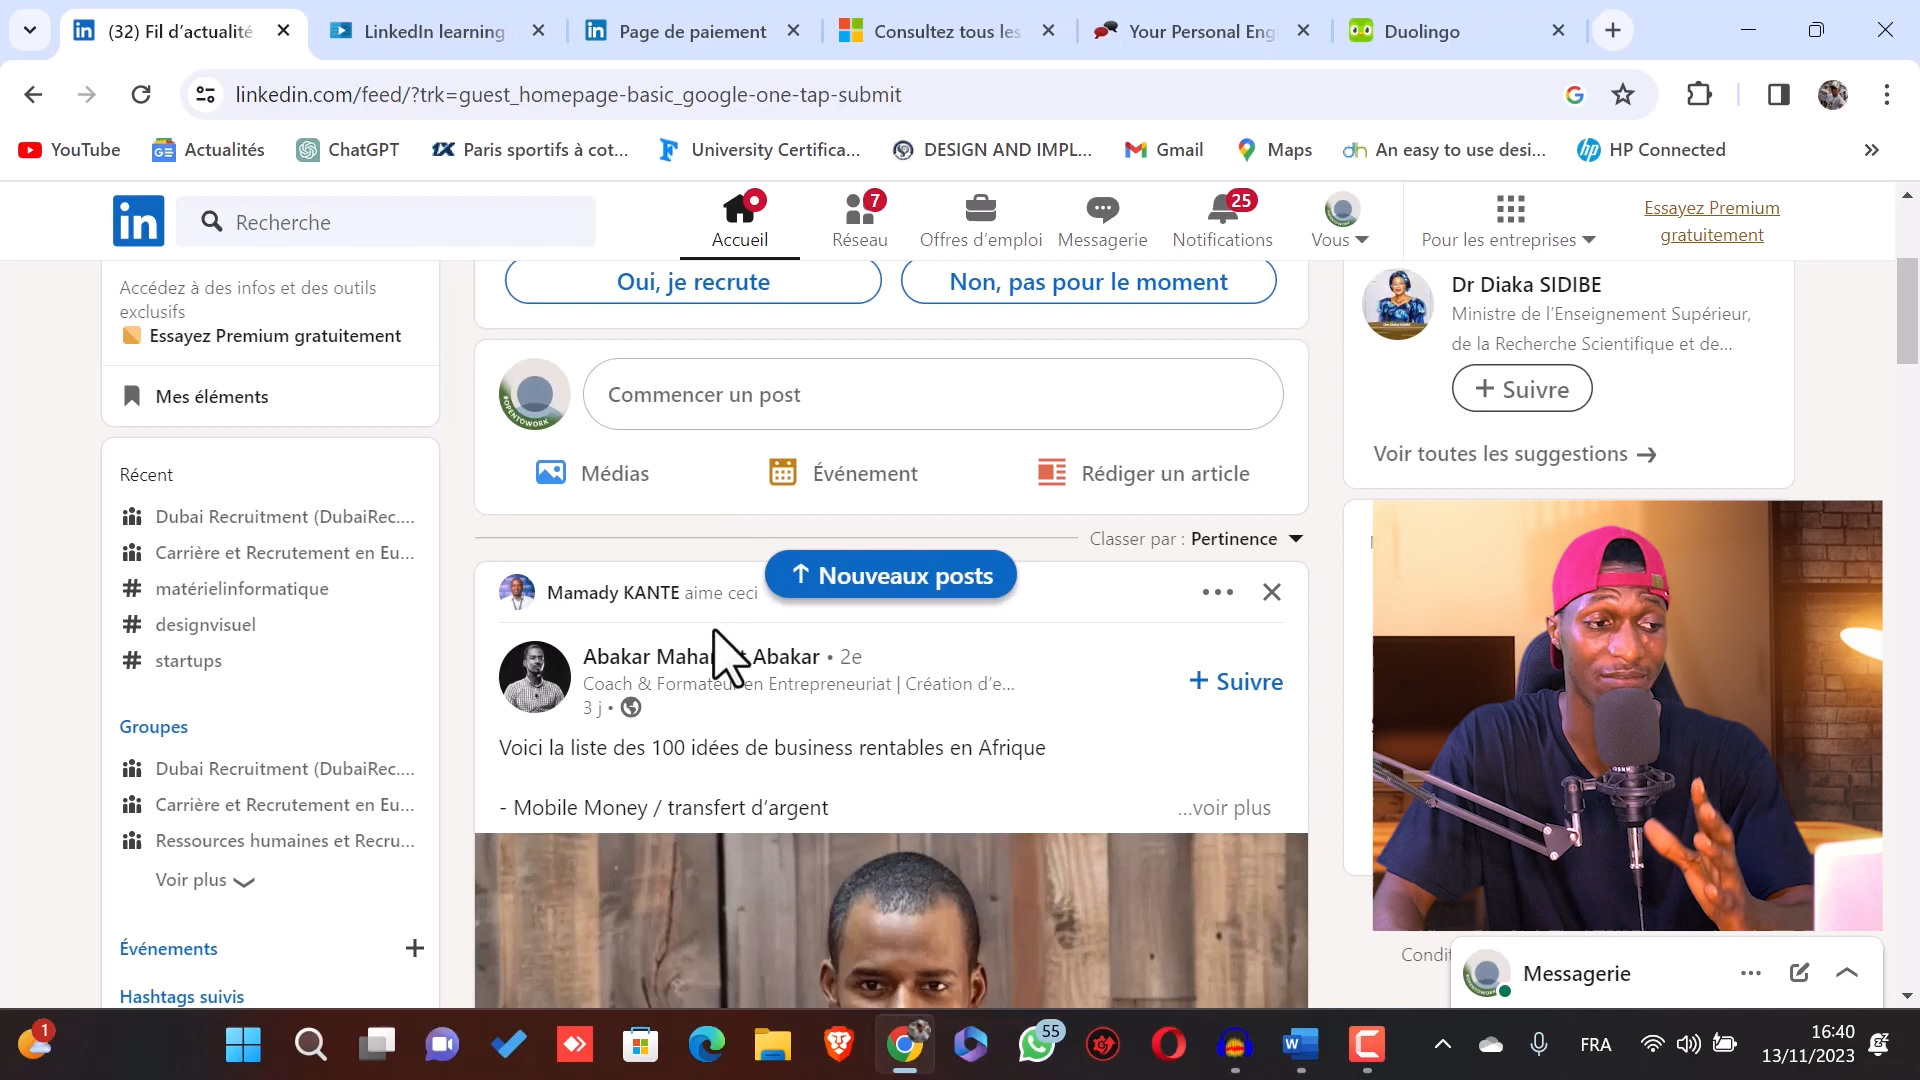 (32) Fil d'actualité
LinkedIn learning
Page de paiement
Consultez tous les
Your Personal Eng
Duolingo
linkedin.com/feed/?trk=guest_homepage-basic_google-one-tap-submit
YouTube
Actualités
ChatGPT
Paris sportifs à cot...
University Certifica...
DESIGN AND IMPL...
Gmail
Maps
An easy to use desi...
HP Connected
in
Recherche
Accueil
7
Réseau
Offres d'emploi
Messagerie
25
Notifications
Vous
Pour les entreprises
Essayez Premium
gratuitement
Accédez à des infos et des outils
exclusifs
Essayez Premium gratuitement
Mes éléments
Récent
Dubai Recruitment (DubaiRec....
Carrière et Recrutement en Eu...
# matérielinformatique
# designvisuel
# startups
Groupes
Dubai Recruitment (DubaiRec....
Carrière et Recrutement en Eu...
Ressources humaines et Recru...
Voir plus
Événements
Hashtags suivis
Oui, je recrute
Non, pas pour le moment
#OPENTOWORK
Commencer un post
Médias
Événement
Rédiger un article
Classer par : Pertinence
Nouveaux posts
Mamady KANTE aime ceci
Abakar Abakar • 2e
Coach & Formateur en Entrepreneuriat | Création d'e...
3 j •
+ Suivre
Voici la liste des 100 idées de business rentables en Afrique
- Mobile Money / transfert d'argent
...voir plus
Dr Diaka SIDIBE
Ministre de l'Enseignement Supérieur,
de la Recherche Scientifique et de...
+ Suivre
Voir toutes les suggestions →
Condit
Messagerie
1
55
FRA
16:40
13/11/2023